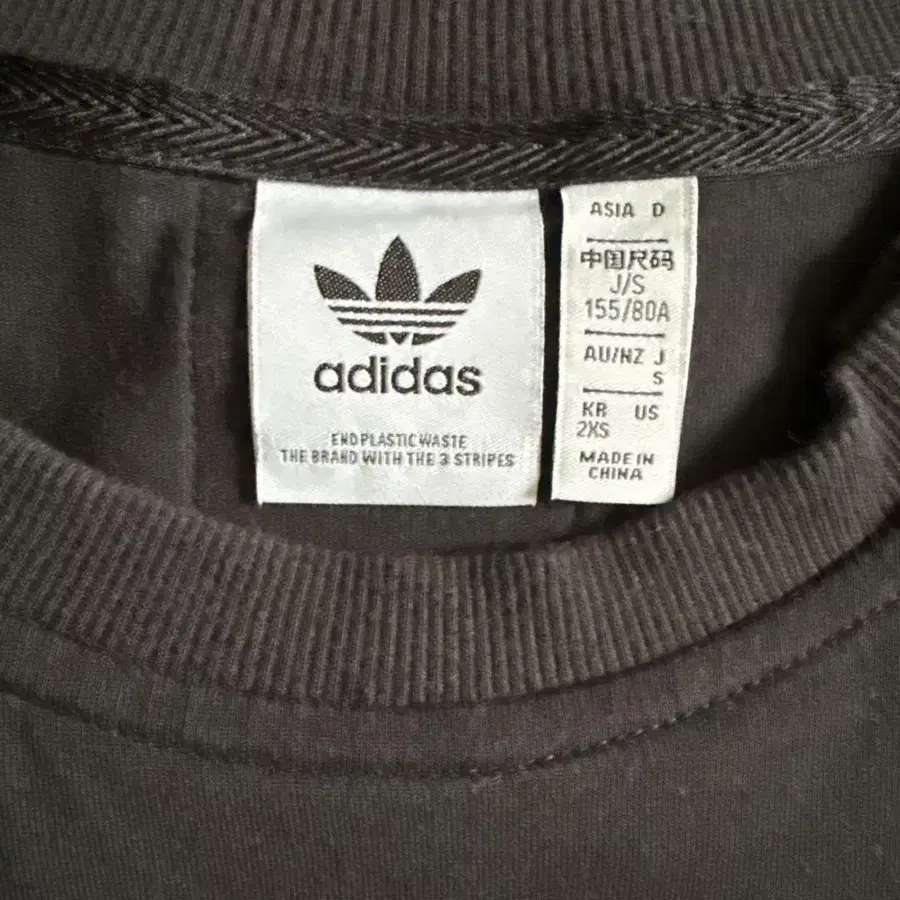 adidas
END PLASTIC WASTE
THE BRAND WITH THE 3 STRIPES
ASIA D
中国尺码
J/S
155/80A
AU/NZ J
S
KR US
2XS
MADE IN
CHINA